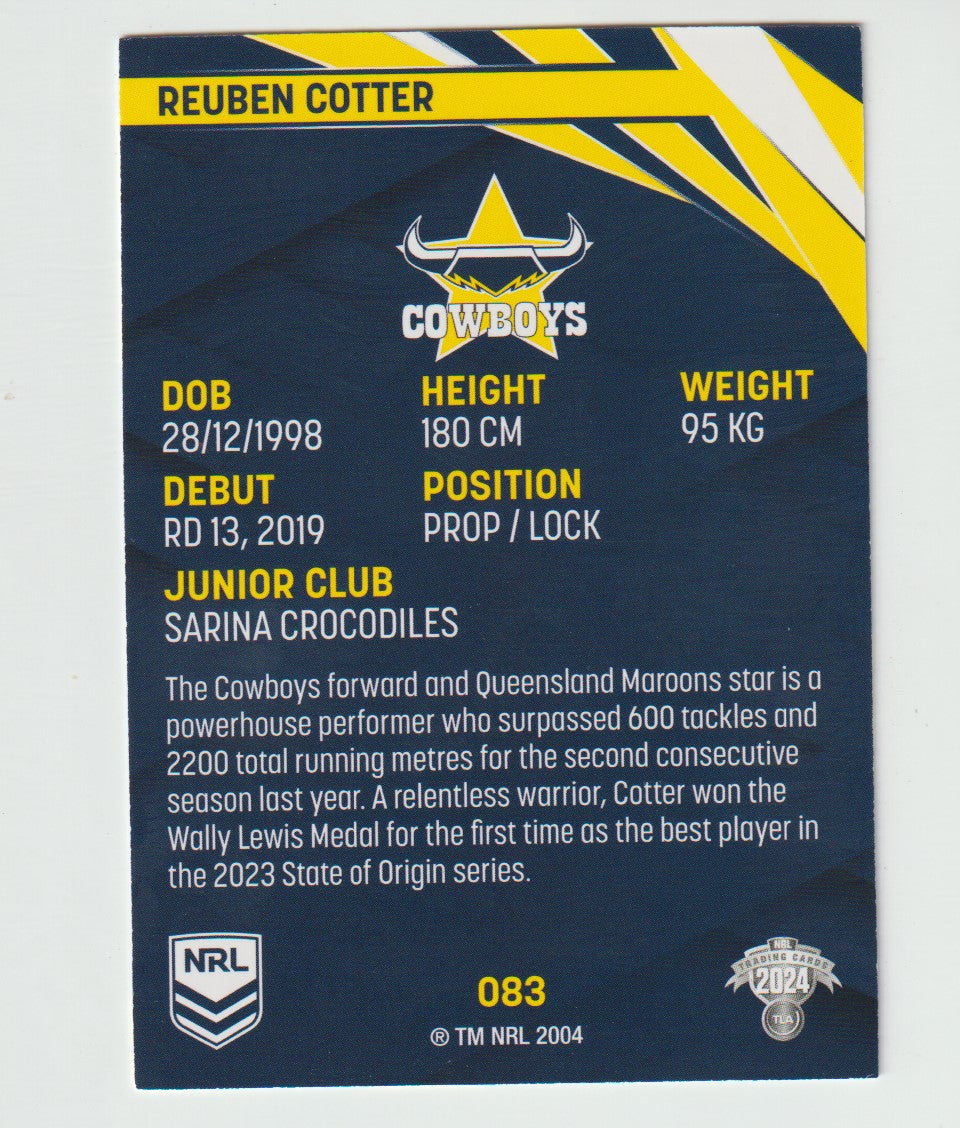 REUBEN COTTER
COWBOYS
DOB
28/12/1998
HEIGHT
180 CM
WEIGHT
95 KG
DEBUT
RD 13, 2019
POSITION
PROP / LOCK
JUNIOR CLUB
SARINA CROCODILES
The Cowboys forward and Queensland Maroons star is a
powerhouse performer who surpassed 600 tackles and
2200 total running metres for the second consecutive
season last year. A relentless warrior, Cotter won the
Wally Lewis Medal for the first time as the best player in
the 2023 State of Origin series.
NRL
083
® TM NRL 2004
NRL
TRADING CARDS
2024
TLA